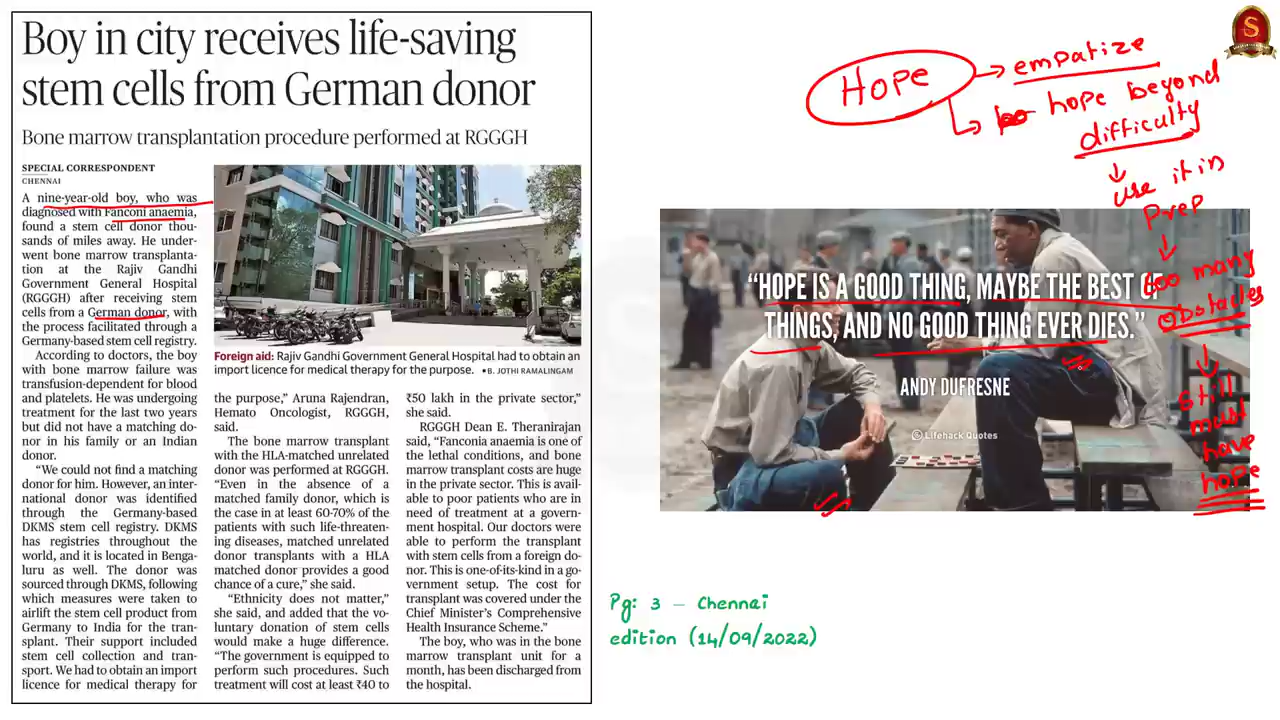 Boy in city receives life-saving
stem cells from German donor
Bone marrow transplantation procedure performed at RGGGH
SPECIAL CORRESPONDENT
CHENNAI
A nine-year-old boy, who was
diagnosed with Fanconi anaemia,
found a stem cell donor thou-
sands of miles away. He under-
went bone marrow transplanta-
tion at the Rajiv Gandhi
Government General Hospital
(RGGGH) after receiving stem
cells from a German donor, with
the process facilitated through a
Germany-based stem cell registry.
According to doctors, the boy
with bone marrow failure was
transfusion-dependent for blood
and platelets. He was undergoing
treatment for the last two years
but did not have a matching do-
nor in his family or an Indian
donor.
“We could not find a matching
donor for him. However, an inter-
national donor was identified
through the Germany-based
DKMS stem cell registry. DKMS
has registries throughout the
world, and it is located in Benga-
luru as well. The donor was
sourced through DKMS, following
which measures were taken to
airlift the stem cell product from
Germany to India for the tran-
splant. Their support included
stem cell collection and tran-
sport. We had to obtain an import
licence for medical therapy for
Foreign aid: Rajiv Gandhi Government General Hospital had to obtain an
import licence for medical therapy for the purpose. •B. JOTHI RAMALINGAM
the purpose,” Aruna Rajendran,
Hemato Oncologist, RGGGH,
said.
The bone marrow transplant
with the HLA-matched unrelated
donor was performed at RGGGH.
“Even in the absence of a
matched family donor, which is
the case in at least 60-70% of the
patients with such life-threaten-
ing diseases, matched unrelated
donor transplants with a HLA
matched donor provides a good
chance of a cure,” she said.
“Ethnicity does not matter,”
she said, and added that the vo-
luntary donation of stem cells
would make a huge difference.
“The government is equipped to
perform such procedures. Such
treatment will cost at least ₹40 to
₹50 lakh in the private sector,”
she said.
RGGGH Dean E. Theranirajan
said, “Fanconia anaemia is one of
the lethal conditions, and bone
marrow transplant costs are huge
in the private sector. This is avail-
able to poor patients who are in
need of treatment at a govern-
ment hospital. Our doctors were
able to perform the transplant
with stem cells from a foreign do-
nor. This is one-of-its-kind in a go-
vernment setup. The cost for
transplant was covered under the
Chief Minister’s Comprehensive
Health Insurance Scheme.”
The boy, who was in the bone
marrow transplant unit for a
month, has been discharged from
the hospital.
S
Hope → empatize
hope beyond
difficulty
use it in
prep
too many
obstacles
still
must
have
hope
“HOPE IS A GOOD THING, MAYBE THE BEST OF
THINGS, AND NO GOOD THING EVER DIES.”
ANDY DUFRESNE
Lifehack Quotes
Pg: 3 – Chennai
edition (14/09/2022)